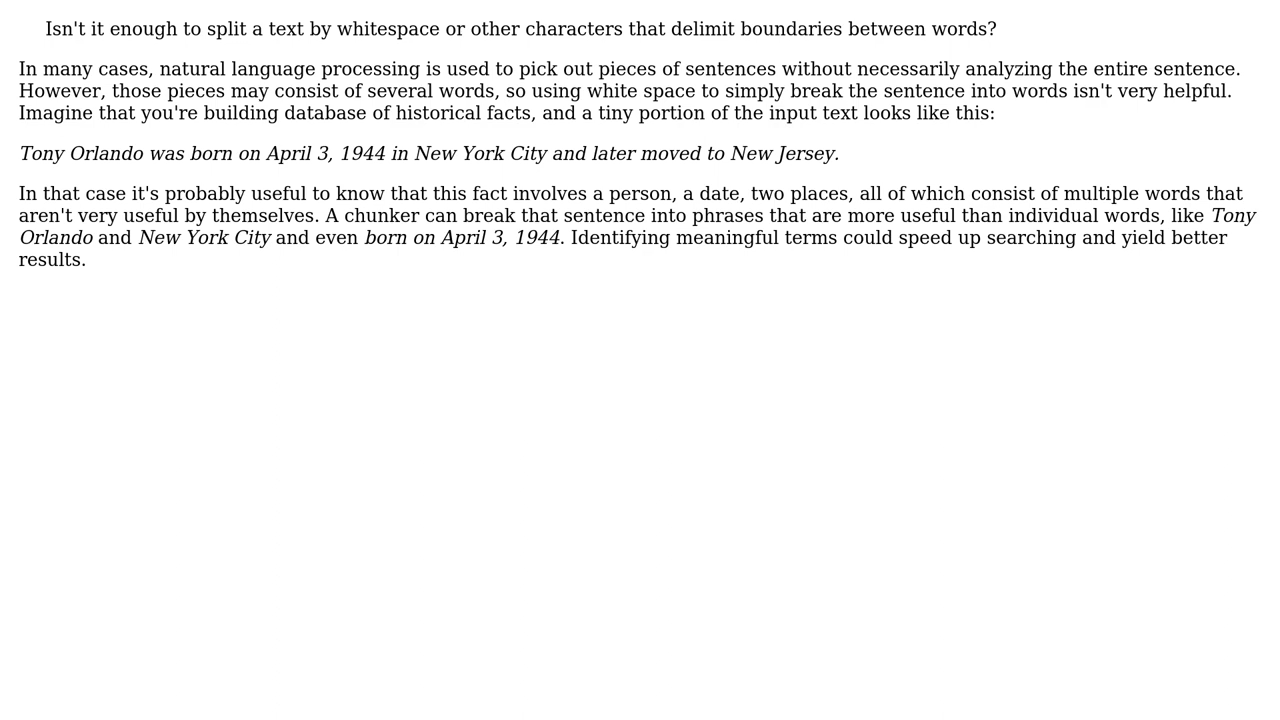 Isn't it enough to split a text by whitespace or other characters that delimit boundaries between words?
In many cases, natural language processing is used to pick out pieces of sentences without necessarily analyzing the entire sentence.
However, those pieces may consist of several words, so using white space to simply break the sentence into words isn't very helpful.
Imagine that you're building database of historical facts, and a tiny portion of the input text looks like this:
Tony Orlando was born on April 3, 1944 in New York City and later moved to New Jersey.
In that case it's probably useful to know that this fact involves a person, a date, two places, all of which consist of multiple words that
aren't very useful by themselves. A chunker can break that sentence into phrases that are more useful than individual words, like Tony
Orlando and New York City and even born on April 3, 1944. Identifying meaningful terms could speed up searching and yield better
results.